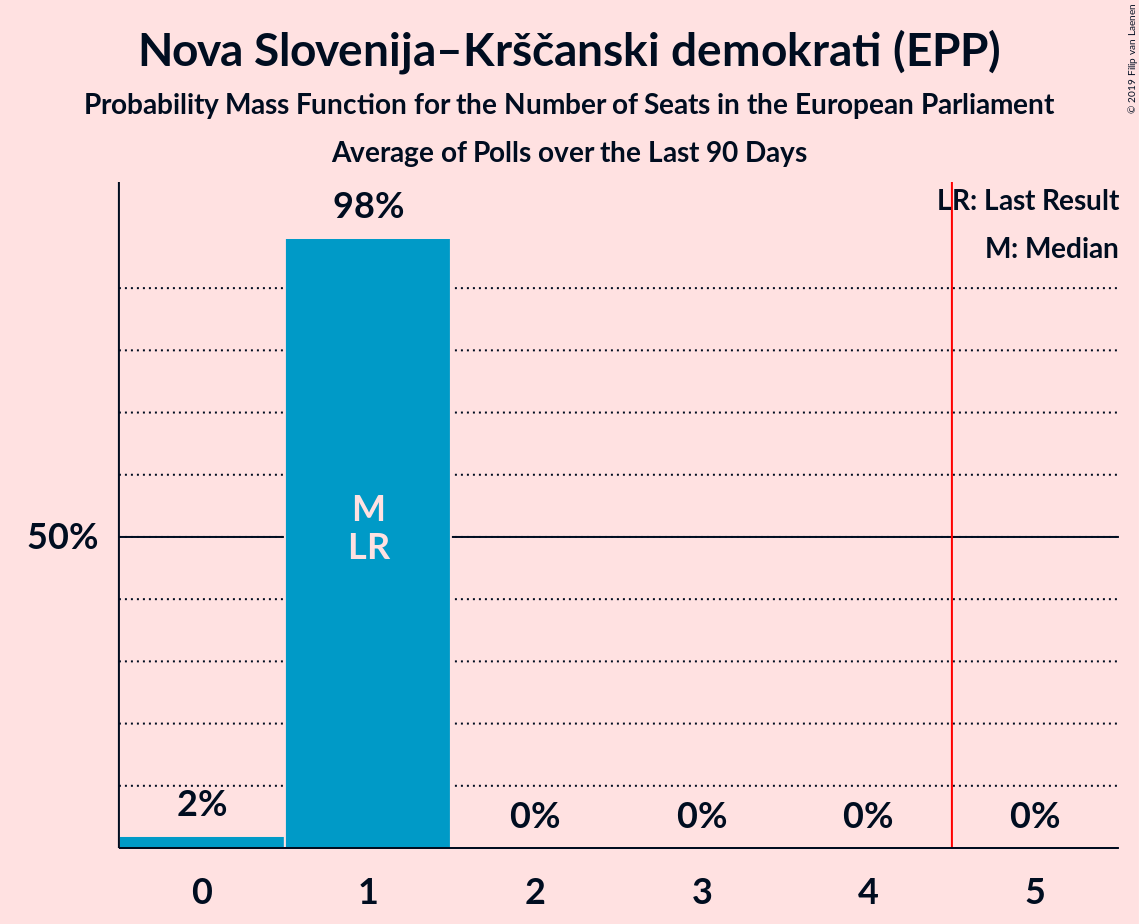 Nova Slovenija–Krščanski demokrati (EPP)
Probability Mass Function for the Number of Seats in the European Parliament
Average of Polls over the Last 90 Days
© 2019 Filip van Laenen
LR: Last Result
M: Median
98%
M
LR
50%
2%
0%
0%
0%
0%
0
1
2
3
4
5